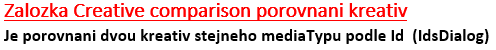 Zalozka Creative comparison porovnani kreativ
Je porovnani dvou kreativ stejneho mediaTypu podle Id  (IdsDialog)